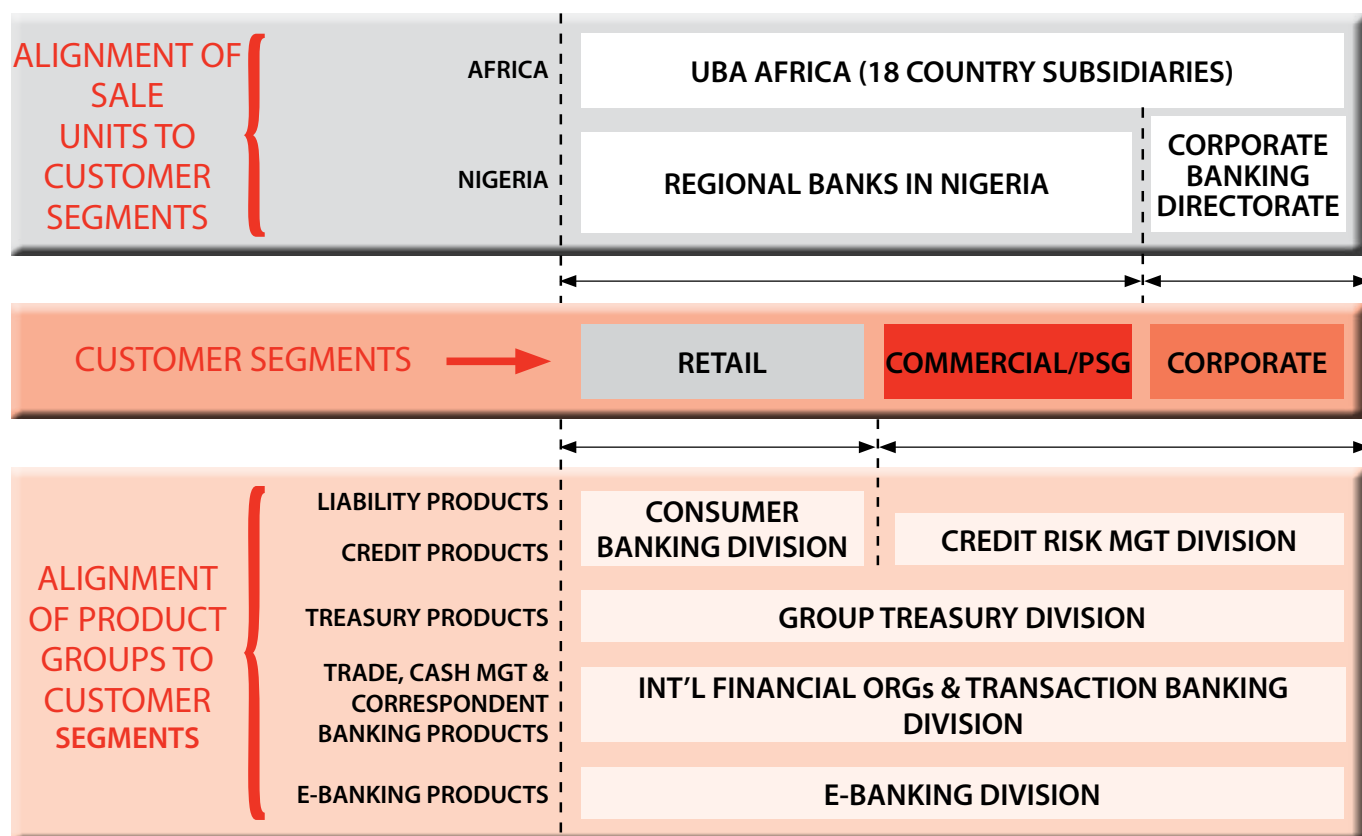 ALIGNMENT OF
SALE
UNITS TO
CUSTOMER
SEGMENTS
AFRICA
UBA AFRICA (18 COUNTRY SUBSIDIARIES)
NIGERIA
REGIONAL BANKS IN NIGERIA
CORPORATE
BANKING
DIRECTORATE
CUSTOMER SEGMENTS
RETAIL
COMMERCIAL/PSG
CORPORATE
ALIGNMENT
OF PRODUCT
GROUPS TO
CUSTOMER
SEGMENTS
LIABILITY PRODUCTS
CREDIT PRODUCTS
CONSUMER
BANKING DIVISION
CREDIT RISK MGT DIVISION
TREASURY PRODUCTS
GROUP TREASURY DIVISION
TRADE, CASH MGT &
CORRESPONDENT
BANKING PRODUCTS
INT'L FINANCIAL ORGs & TRANSACTION BANKING
DIVISION
E-BANKING PRODUCTS
E-BANKING DIVISION